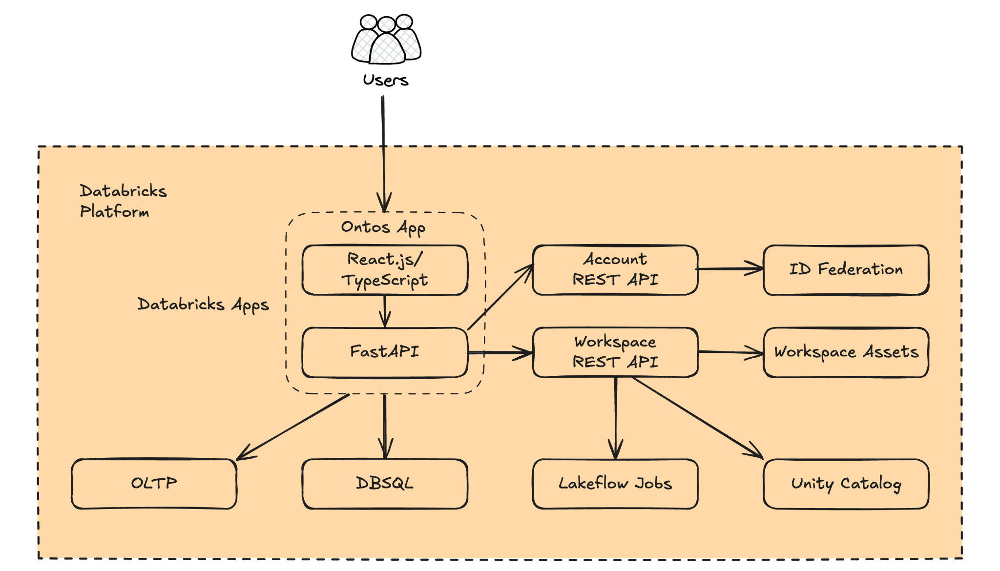 Users
Databricks
Platform
Ontos App
React.js/
TypeScript
Account
REST API
ID Federation
Databricks Apps
FastAPI
Workspace
REST API
Workspace Assets
OLTP
DBSQL
Lakeflow Jobs
Unity Catalog